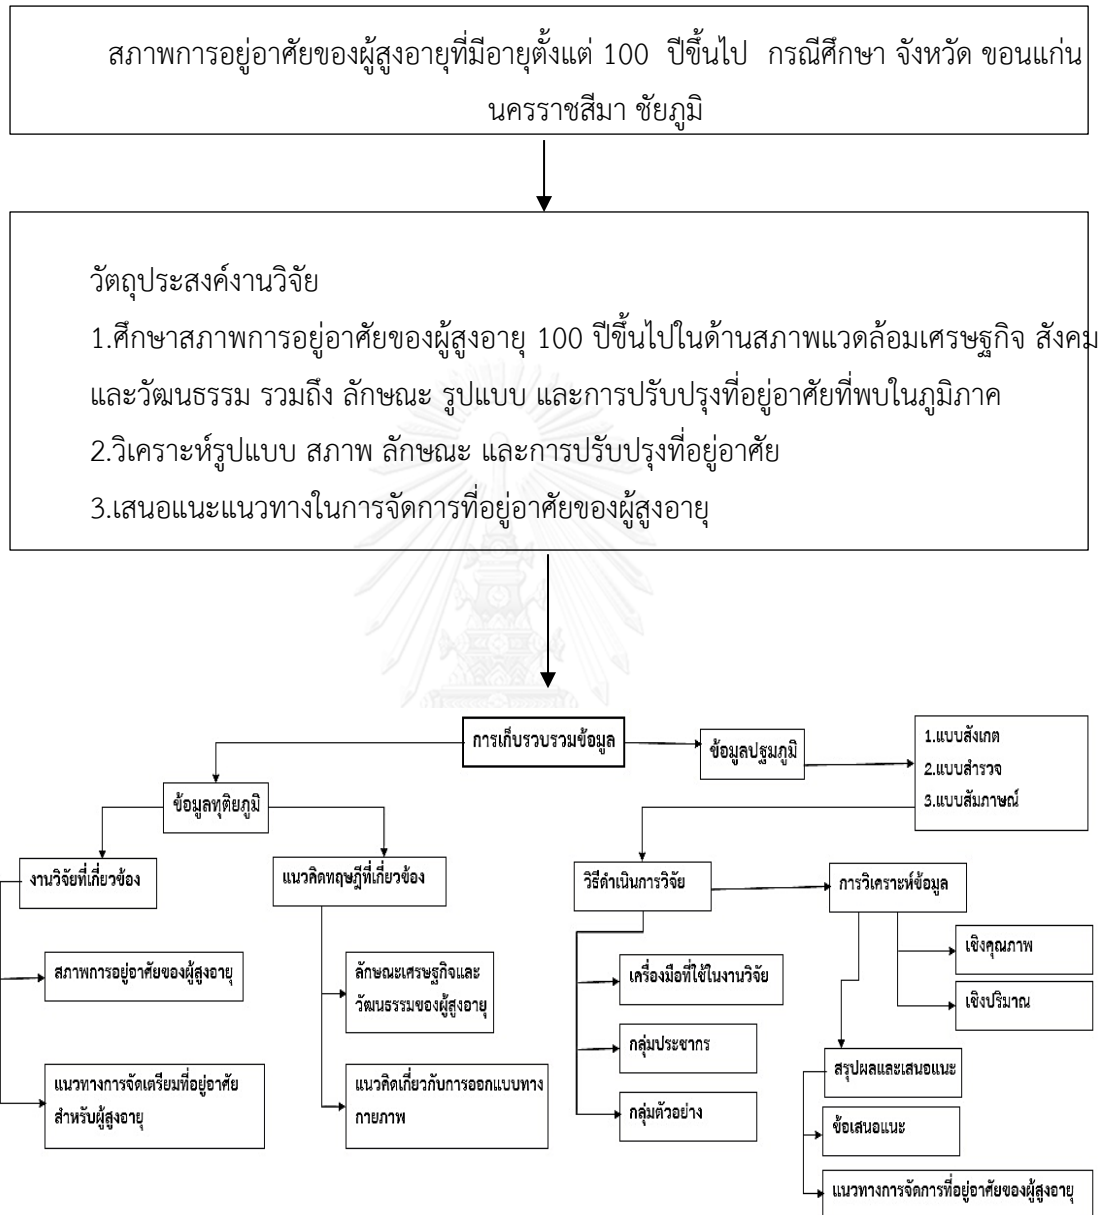 สภาพการอยู่อาศัยของผู้สูงอายุที่มีอายุตั้งแต่ 100 ปีขึ้นไป กรณีศึกษา จังหวัด ขอนแก่น
นครราชสีมา ชัยภูมิ
วัตถุประสงค์งานวิจัย
1.ศึกษาสภาพการอยู่อาศัยของผู้สูงอายุ 100 ปีขึ้นไปในด้านสภาพแวดล้อมเศรษฐกิจ สังคม
และวัฒนธรรม รวมถึง ลักษณะ รูปแบบ และการปรับปรุงที่อยู่อาศัยที่พบในภูมิภาค
2.วิเคราะห์รูปแบบ สภาพ ลักษณะ และการปรับปรุงที่อยู่อาศัย
3.เสนอแนะแนวทางในการจัดการที่อยู่อาศัยของผู้สูงอายุ
การเก็บรวบรวมข้อมูล
ข้อมูลปฐมภูมิ
1.แบบสังเกต
2.แบบสำรวจ
3.แบบสัมภาษณ์
ข้อมูลทุติยภูมิ
งานวิจัยที่เกี่ยวข้อง
แนวคิดทฤษฎีที่เกี่ยวข้อง
วิธีดำเนินการวิจัย
การวิเคราะห์ข้อมูล
สภาพการอยู่อาศัยของผู้สูงอายุ
ลักษณะเศรษฐกิจและ
วัฒนธรรมของผู้สูงอายุ
เครื่องมือที่ใช้ในงานวิจัย
เชิงคุณภาพ
เชิงปริมาณ
กลุ่มประชากร
สรุปผลและเสนอแนะ
แนวทางการจัดเตรียมที่อยู่อาศัย
สำหรับผู้สูงอายุ
แนวคิดเกี่ยวกับการออกแบบทาง
กายภาพ
กลุ่มตัวอย่าง
ข้อเสนอแนะ
แนวทางการจัดการที่อยู่อาศัยของผู้สูงอายุ